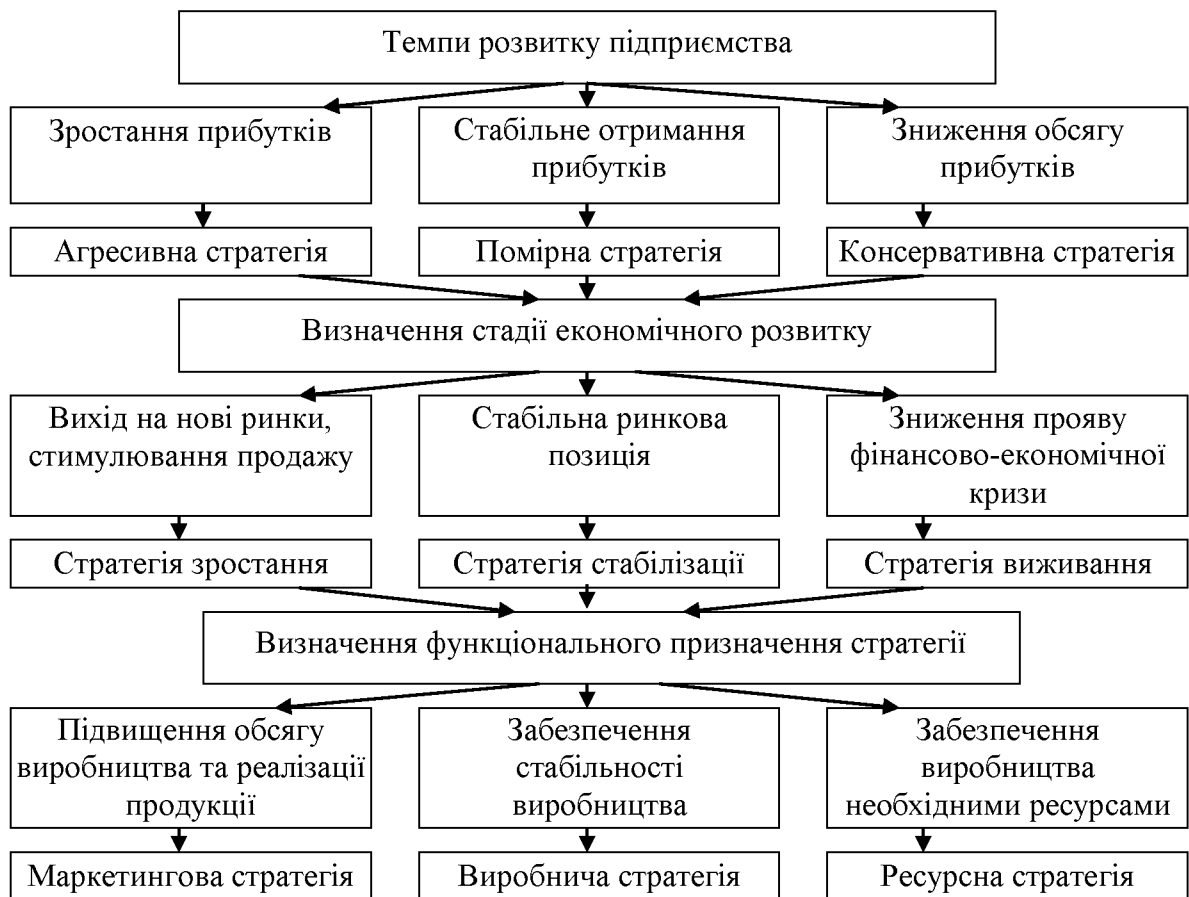 Темпи розвитку підприємства
Зростання прибутків
Стабільне отримання
прибутків
Зниження обсягу
прибутків
Агресивна стратегія
Помірна стратегія
Консервативна стратегія
Визначення стадії економічного розвитку
Вихід на нові ринки,
стимулювання продажу
Стабільна ринкова
позиція
Зниження прояву
фінансово-економічної
кризи
Стратегія зростання
Стратегія стабілізації
Стратегія виживання
Визначення функціонального призначення стратегії
Підвищення обсягу
виробництва та реалізації
продукції
Забезпечення
стабільності
виробництва
Забезпечення
виробництва
необхідними ресурсами
Маркетингова стратегія
Виробнича стратегія
Ресурсна стратегія